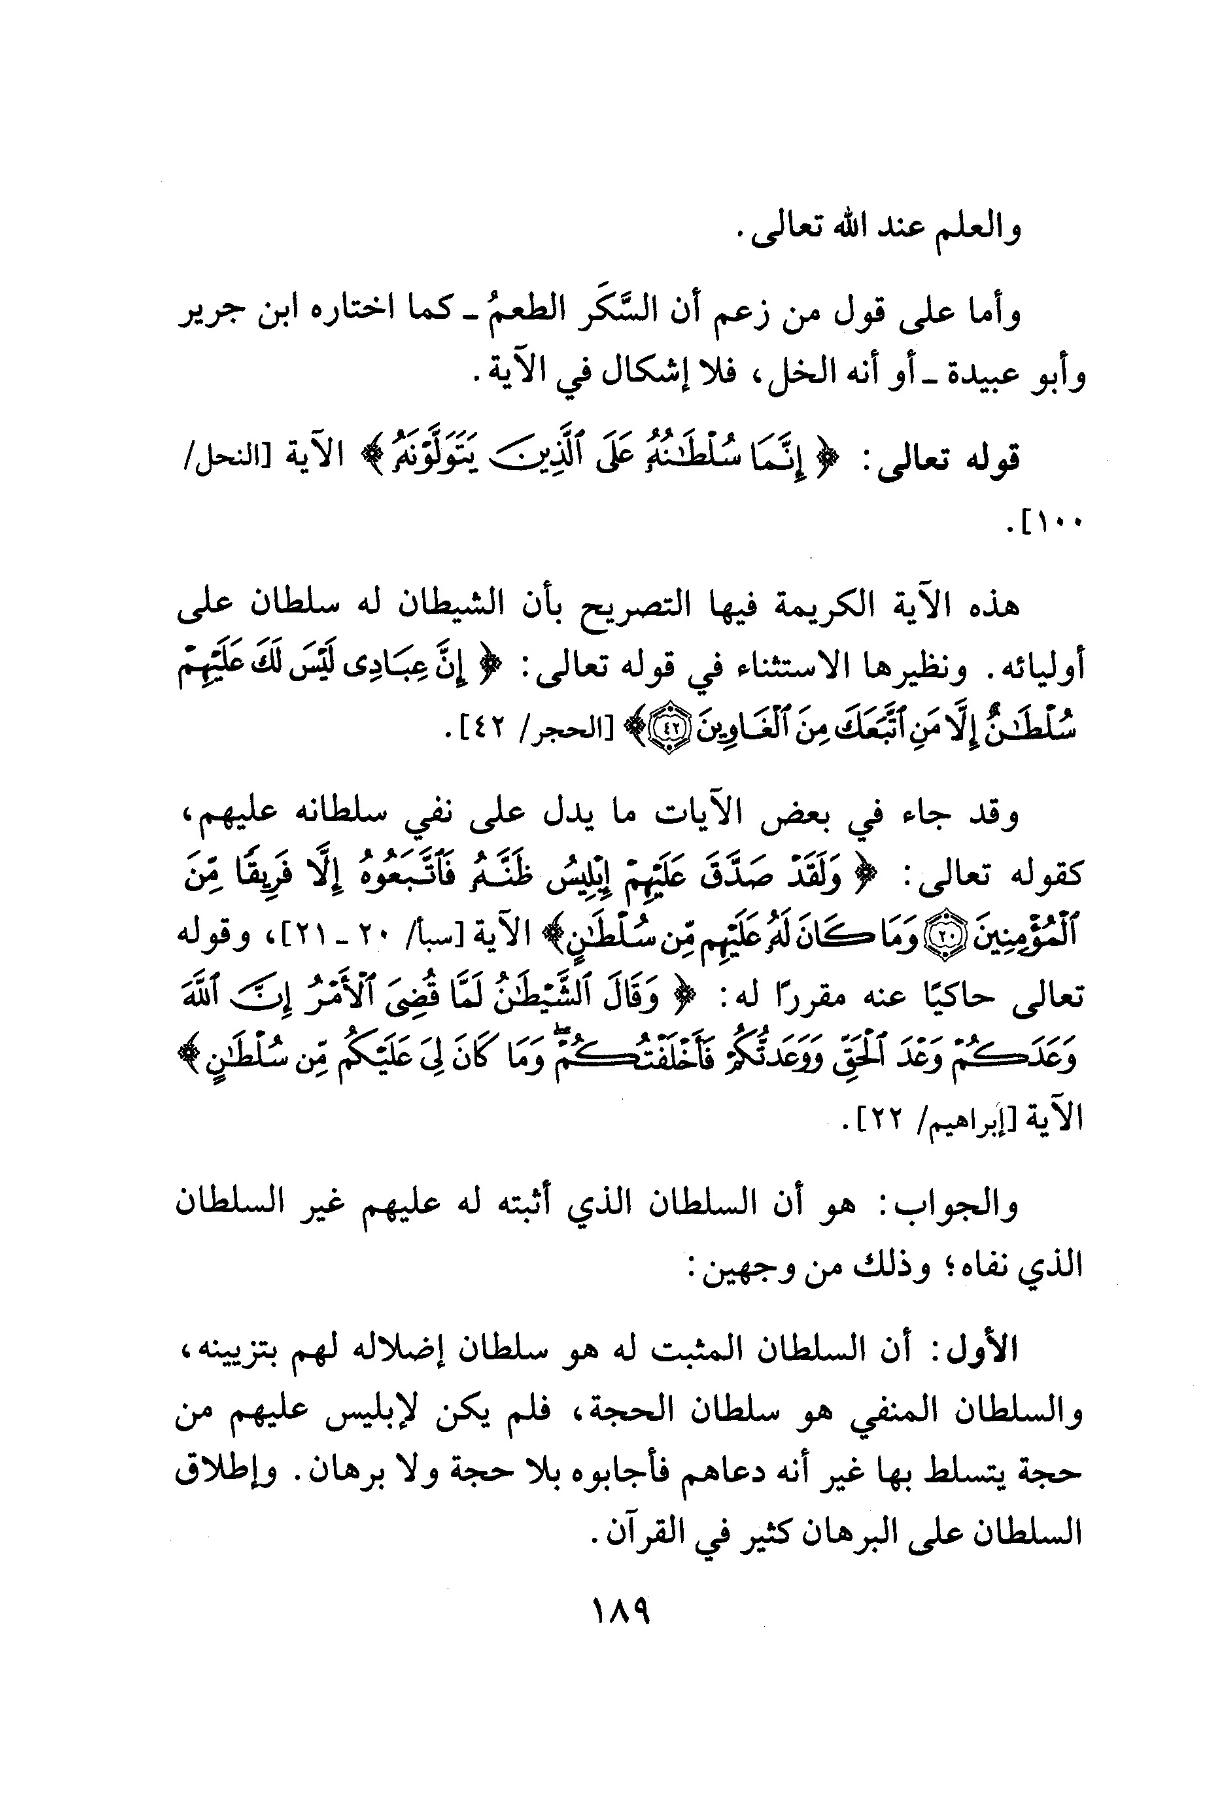 والعلم عند الله تعالى.
وأما على قول من زعم أن السَّكَر الطعمُ ـ كما اختاره ابن جرير
وأبو عبيدة ـ أو أنه الخل، فلا إشكال في الآية.
قوله تعالى: ﴿ إِنَّمَا سُلْطَٰنُهُۥ عَلَى ٱلَّذِينَ يَتَوَلَّوْنَهُۥ ﴾ الآية [النحل/
١٠٠].
هذه الآية الكريمة فيها التصريح بأن الشيطان له سلطان على
أوليائه. ونظيرها الاستثناء في قوله تعالى: ﴿ إِنَّ عِبَادِى لَيْسَ لَكَ عَلَيْهِمْ
سُلْطَٰنٌ إِلَّا مَنِ ٱتَّبَعَكَ مِنَ ٱلْغَاوِينَ ٤٢ ﴾ [الحجر/ ٤٢].
وقد جاء في بعض الآيات ما يدل على نفي سلطانه عليهم،
كقوله تعالى: ﴿ وَلَقَدْ صَدَّقَ عَلَيْهِمْ إِبْلِيسُ ظَنَّهُۥ فَٱتَّبَعُوهُ إِلَّا فَرِيقًا مِّنَ
ٱلْمُؤْمِنِينَ ٢٠ وَمَا كَانَ لَهُۥ عَلَيْهِم مِّن سُلْطَٰنٍ ﴾ الآية [سبأ/ ٢٠ ـ ٢١]، وقوله
تعالى حاكيًا عنه مقررًا له: ﴿ وَقَالَ ٱلشَّيْطَٰنُ لَمَّا قُضِىَ ٱلْأَمْرُ إِنَّ ٱللَّهَ
وَعَدَكُمْ وَعْدَ ٱلْحَقِّ وَوَعَدتُّكُمْ فَأَخْلَفْتُكُمْ ۖ وَمَا كَانَ لِىَ عَلَيْكُم مِّن سُلْطَٰنٍ ﴾
الآية [إبراهيم/ ٢٢].
والجواب: هو أن السلطان الذي أثبته له عليهم غير السلطان
الذي نفاه؛ وذلك من وجهين:
الأول: أن السلطان المثبت له هو سلطان إضلاله لهم بتزيينه،
والسلطان المنفي هو سلطان الحجة، فلم يكن لإبليس عليهم من
حجة يتسلط بها غير أنه دعاهم فأجابوه بلا حجة ولا برهان. وإطلاق
السلطان على البرهان كثير في القرآن.
١٨٩